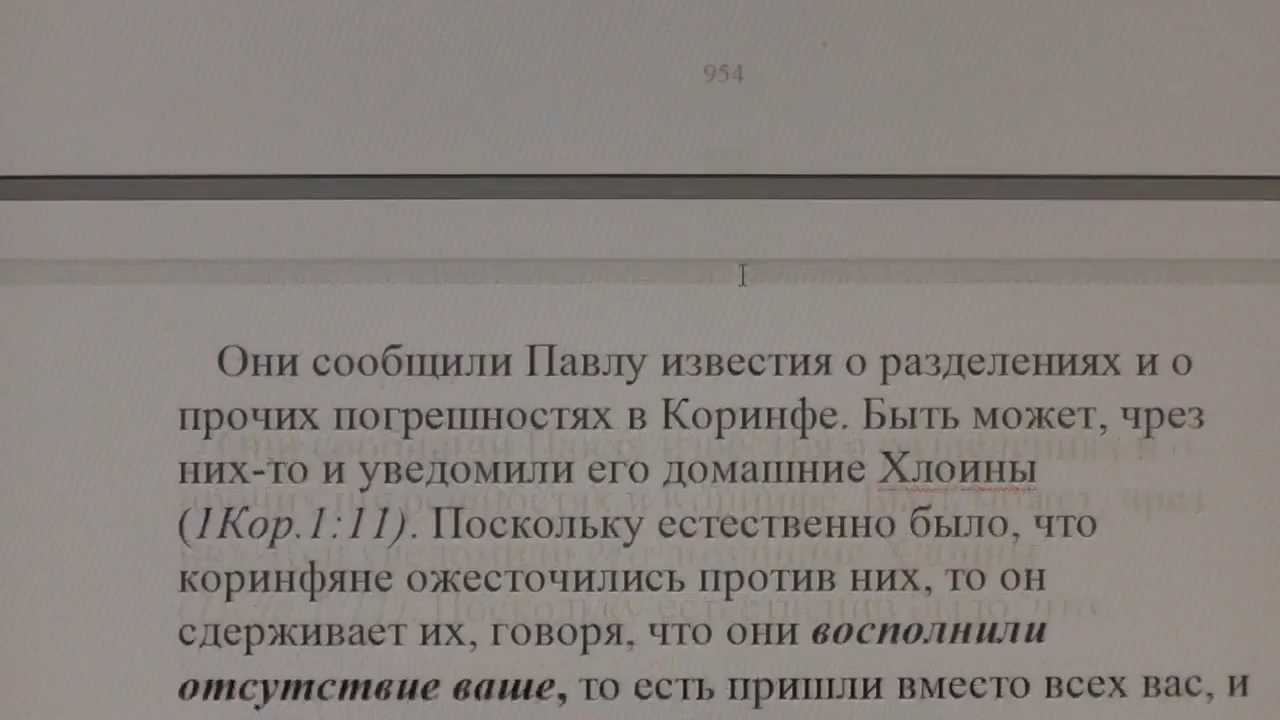 954
Они сообщили Павлу известия о разделениях и о
прочих погрешностях в Коринфе. Быть может, чрез
них-то и уведомили его домашние Хлоины
(1Кор.1:11). Поскольку естественно было, что
коринфяне ожесточились против них, то он
сдерживает их, говоря, что они восполнили
отсутствие ваше, то есть пришли вместо всех вас, и